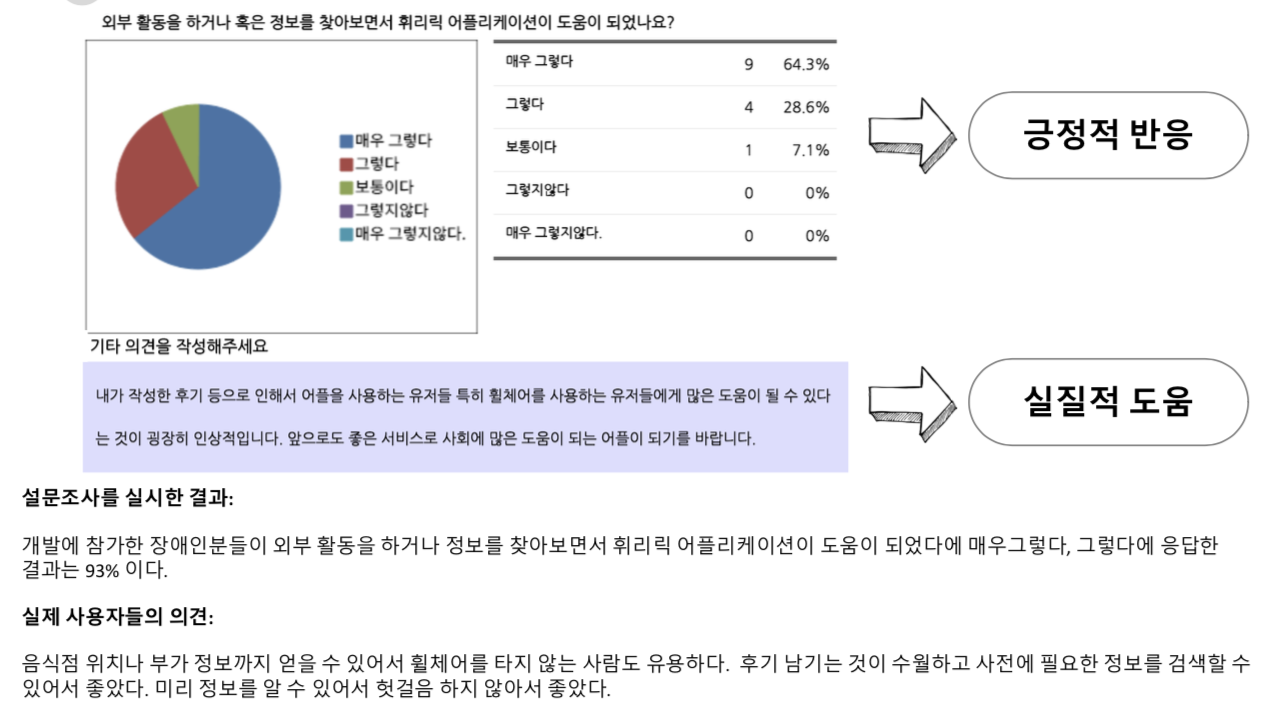 외부 활동을 하거나 혹은 정보를 찾아보면서 휘리릭 어플리케이션이 도움이 되었나요?
매우 그렇다
그렇다
보통이다
그렇지않다
매우 그렇지않다.
매우 그렇다 9 64.3%
그렇다 4 28.6%
보통이다 1 7.1%
그렇지않다 0 0%
매우 그렇지않다. 0 0%
긍정적 반응
기타 의견을 작성해주세요
내가 작성한 후기 등으로 인해서 어플을 사용하는 유저들 특히 휠체어를 사용하는 유저들에게 많은 도움이 될 수 있다
는 것이 굉장히 인상적입니다. 앞으로도 좋은 서비스로 사회에 많은 도움이 되는 어플이 되기를 바랍니다.
실질적 도움
설문조사를 실시한 결과:
개발에 참가한 장애인분들이 외부 활동을 하거나 정보를 찾아보면서 휘리릭 어플리케이션이 도움이 되었다에 매우그렇다, 그렇다에 응답한
결과는 93% 이다.
실제 사용자들의 의견:
음식점 위치나 부가 정보까지 얻을 수 있어서 휠체어를 타지 않는 사람도 유용하다. 후기 남기는 것이 수월하고 사전에 필요한 정보를 검색할 수
있어서 좋았다. 미리 정보를 알 수 있어서 헛걸음 하지 않아서 좋았다.